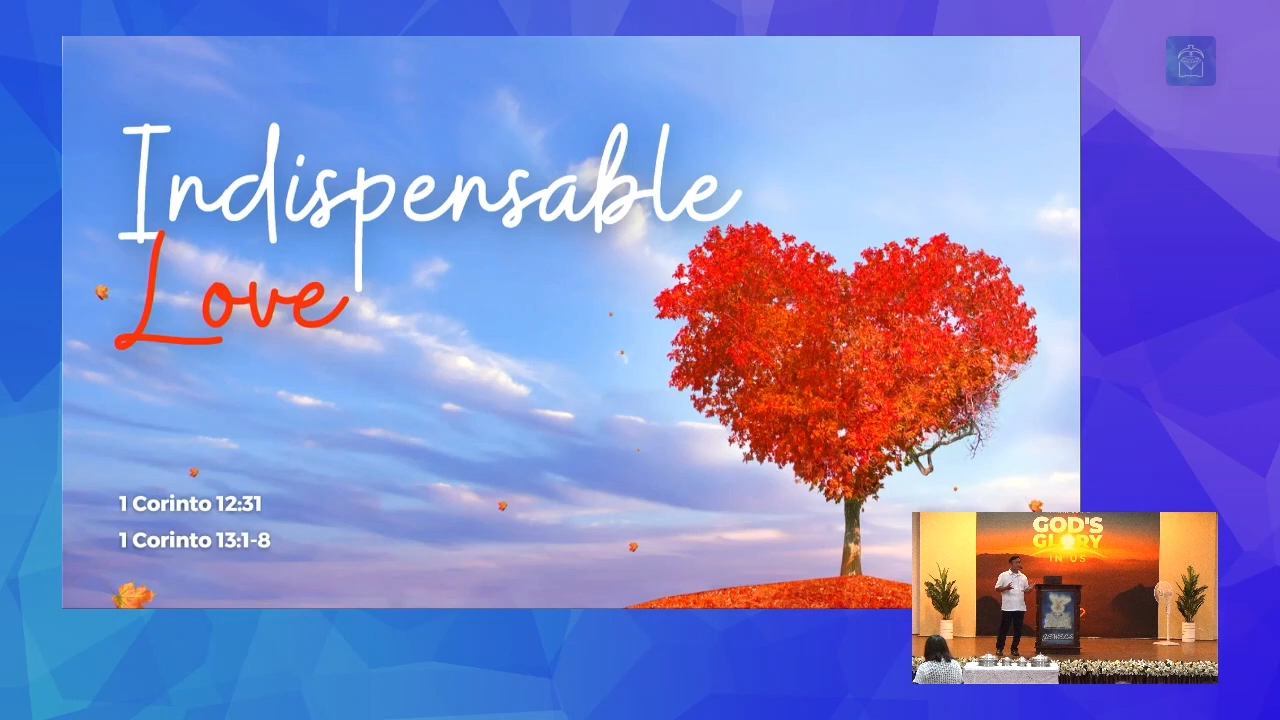 Indispensable
Love
1 Corinto 12:31
1 Corinto 13:1-8
GOD'S
GLORY
IN US